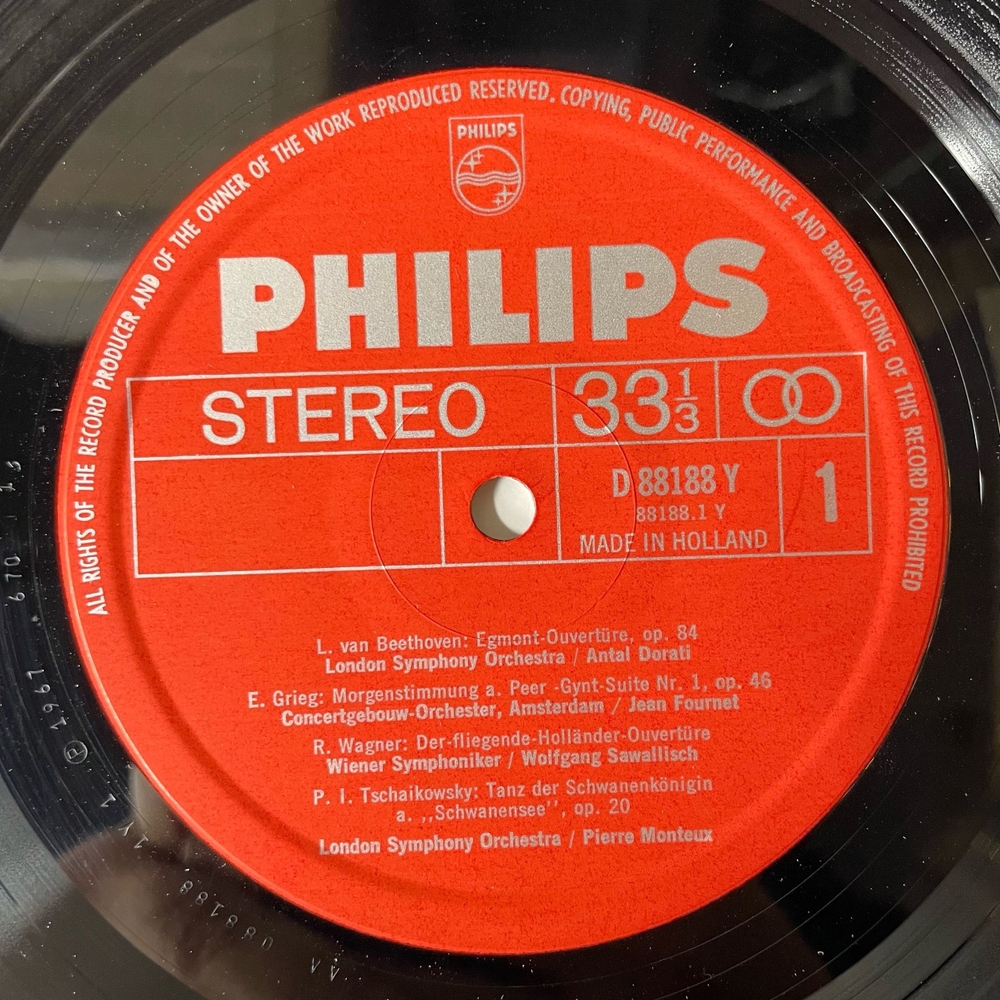 ALL RIGHTS OF THE RECORD PRODUCER AND OF THE OWNER OF THE WORK REPRODUCED RESERVED. COPYING, PUBLIC PERFORMANCE AND BROADCASTING OF THIS RECORD PROHIBITED
PHILIPS
PHILIPS
STEREO
33 1/3
D 88188 Y
88188.1 Y
MADE IN HOLLAND
1
L. van Beethoven: Egmont-Ouvertüre, op. 84
London Symphony Orchestra / Antal Dorati
E. Grieg: Morgenstimmung a. Peer -Gynt-Suite Nr. 1, op. 46
Concertgebouw-Orchester, Amsterdam / Jean Fournet
R. Wagner: Der-fliegende-Holländer-Ouvertüre
Wiener Symphoniker / Wolfgang Sawallisch
P. I. Tschaikowsky: Tanz der Schwanenkönigin
a. ,,Schwanensee'', op. 20
London Symphony Orchestra / Pierre Monteux
℗ 1967
670
088188